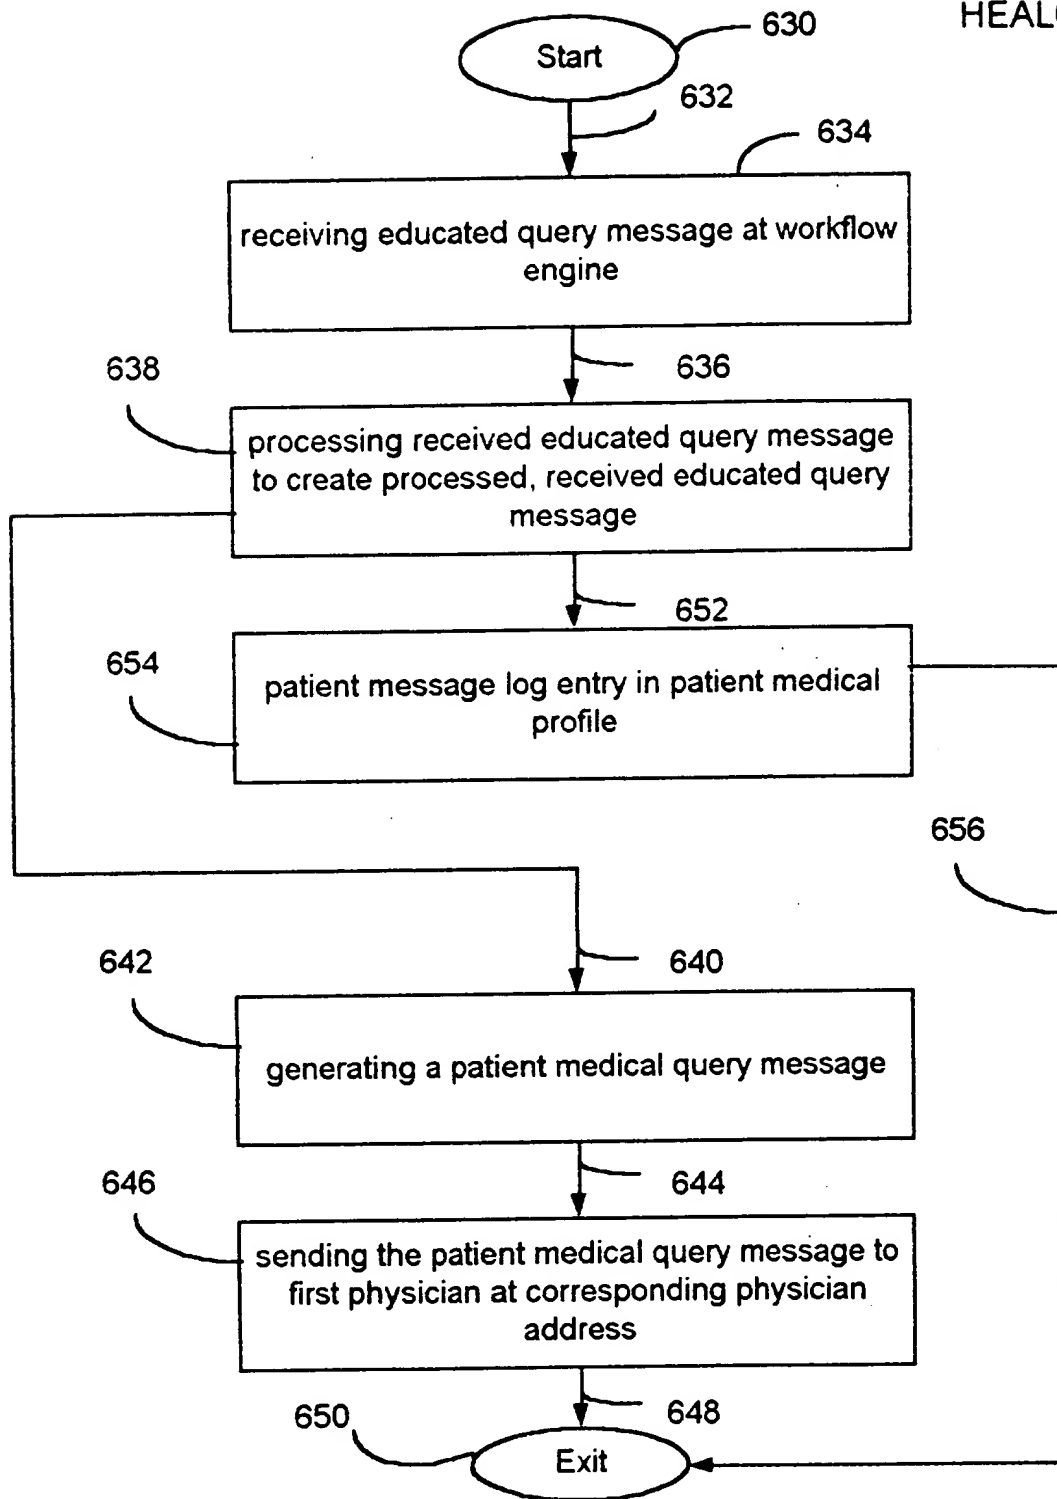 HEAL
Start
630
632
634
receiving educated query message at workflow
engine
636
638
processing received educated query message
to create processed, received educated query
message
652
654
patient message log entry in patient medical
profile
656
640
642
generating a patient medical query message
644
646
sending the patient medical query message to
first physician at corresponding physician
address
648
650
Exit